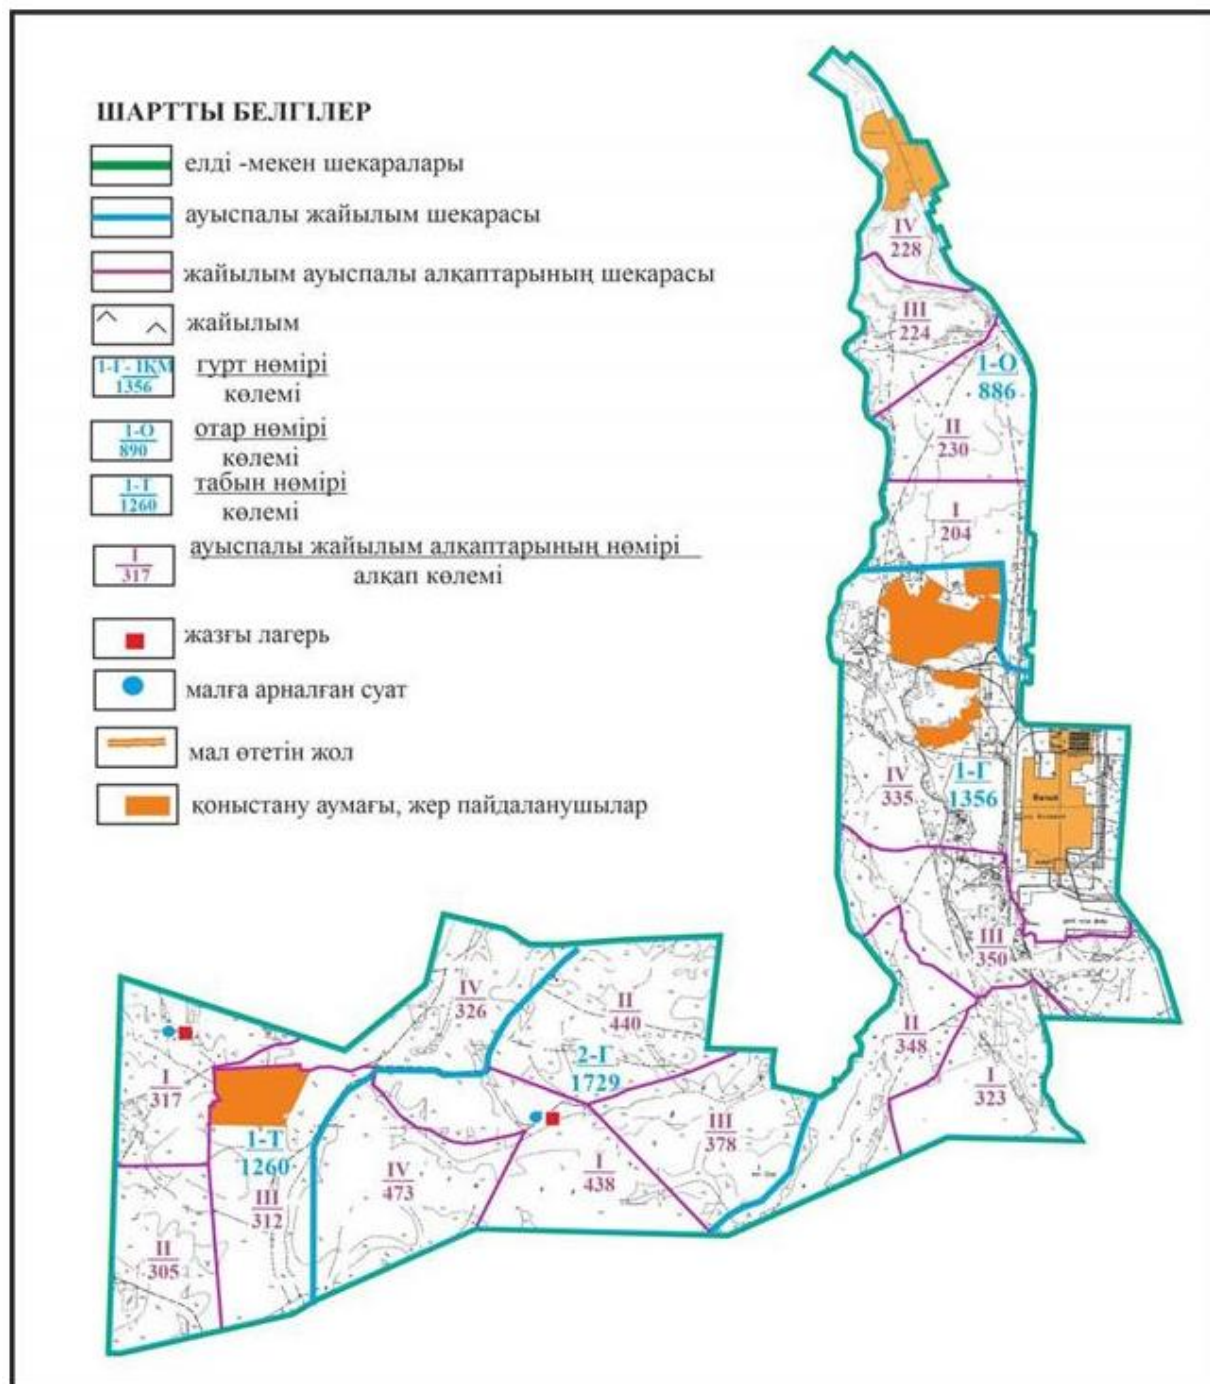 ШАРТТЫ БЕЛГІЛЕР
елді -мекен шекаралары
ауыспалы жайылым шекарасы
жайылым ауыспалы алқаптарының шекарасы
жайылым
1-Г- ІҚМ
1356
гурт нөмірі
көлемі
1-О
890
отар нөмірі
көлемі
1-Т
1260
табын нөмірі
көлемі
I
317
ауыспалы жайылым алқаптарының нөмірі
алқап көлемі
жазғы лагерь
малға арналған суат
мал өтетін жол
қоныстану аумағы, жер пайдаланушылар
IV
228
III
224
1-О
886
II
230
I
204
IV
335
1-Г
1356
III
350
II
348
I
323
IV
326
II
440
2-Г
1729
III
378
I
438
IV
473
I
317
1-Т
1260
III
312
II
305